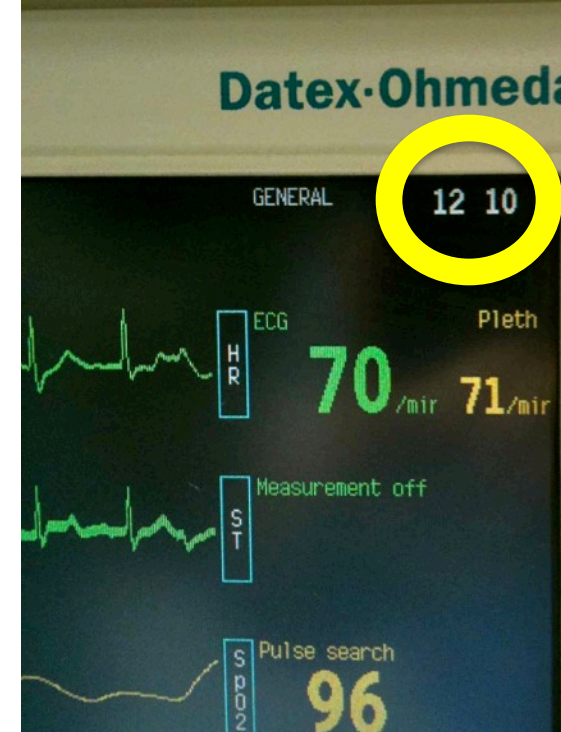 Datex·Ohmeda
GENERAL 12 10
ECG Pleth
HR 70/mir 71/mir
Measurement off
ST
Pulse search
SpO2 96